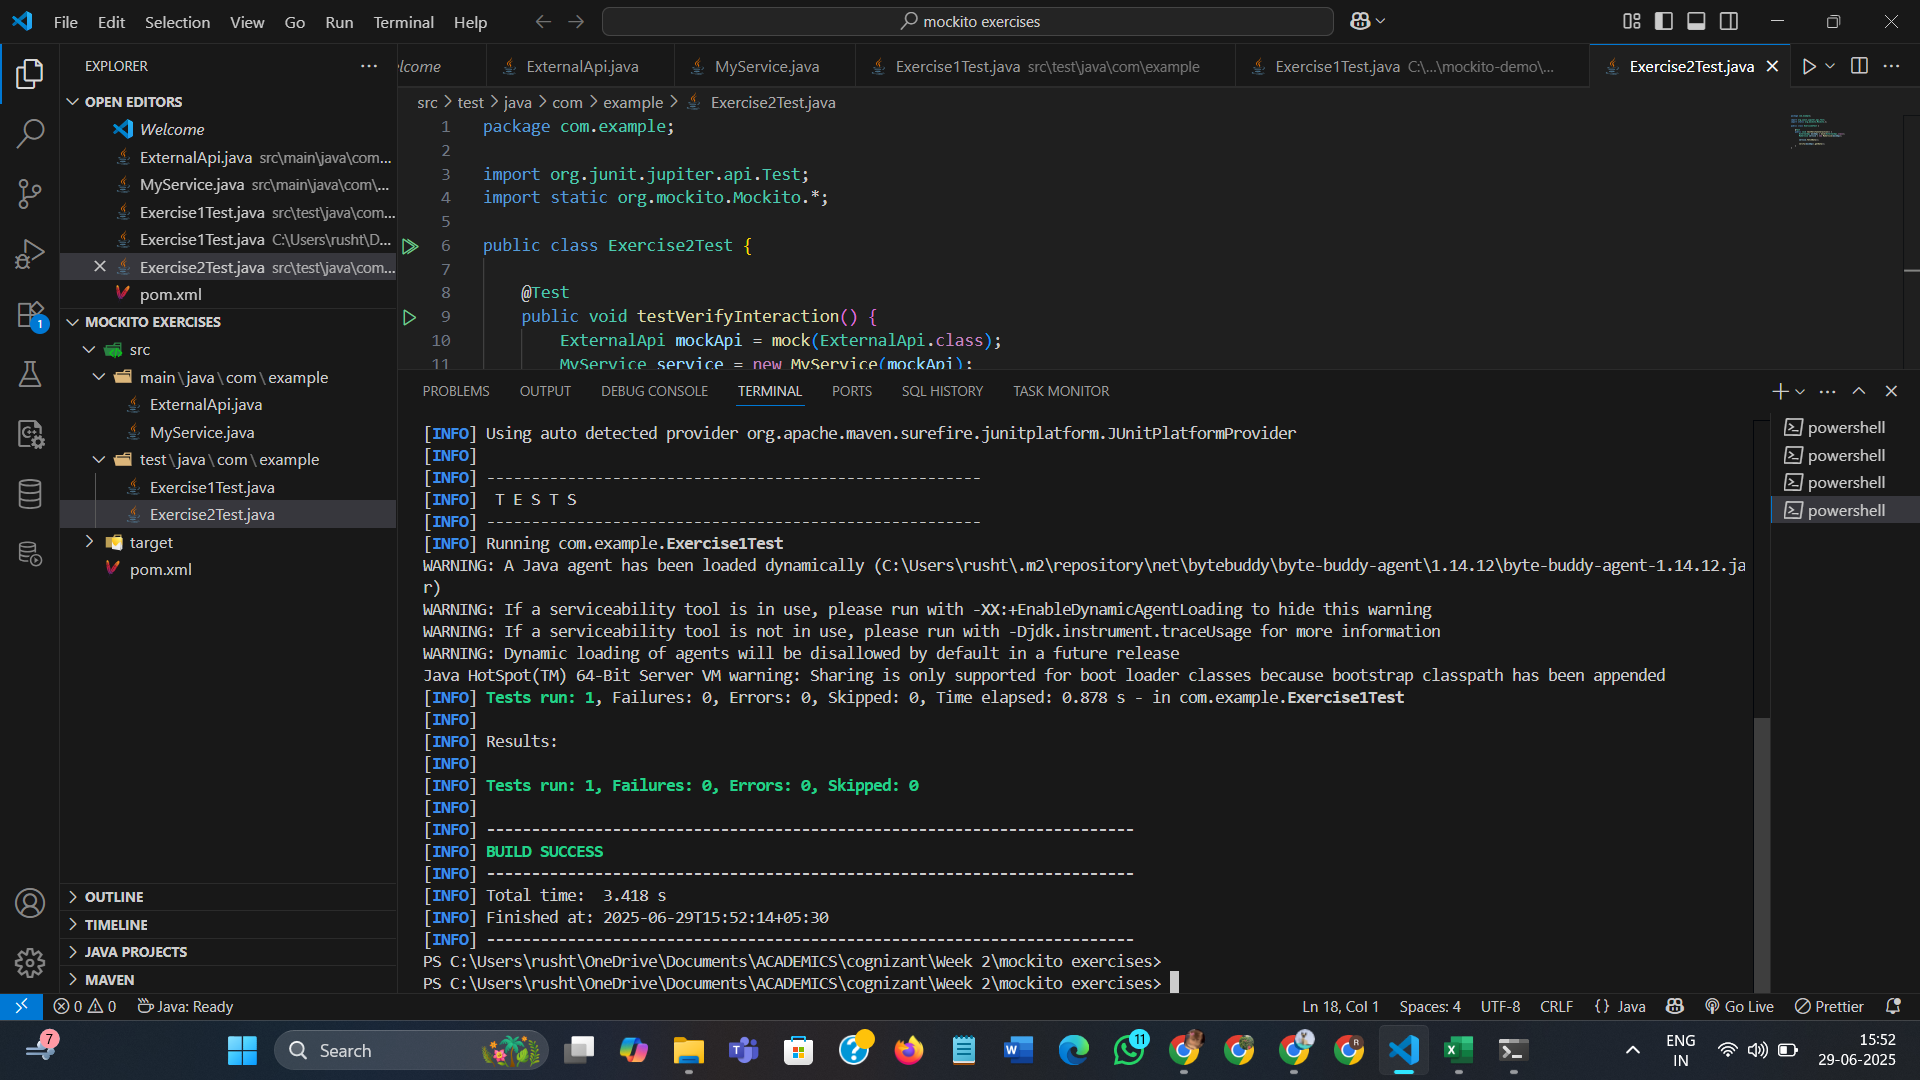 File Edit Selection View Go Run Terminal Help
mockito exercises
EXPLORER
OPEN EDITORS
Welcome
ExternalApi.java src\main\java\com...
MyService.java src\main\java\com\...
Exercise1Test.java src\test\java\com...
Exercise1Test.java C:\Users\rusht\D...
Exercise2Test.java src\test\java\com...
pom.xml
MOCKITO EXERCISES
src
main\java\com\example
ExternalApi.java
MyService.java
test\java\com\example
Exercise1Test.java
Exercise2Test.java
target
pom.xml
OUTLINE
TIMELINE
JAVA PROJECTS
MAVEN
1
elcome
ExternalApi.java
MyService.java
Exercise1Test.java src\test\java\com\example
Exercise1Test.java C:\...\mockito-demo\...
Exercise2Test.java
src > test > java > com > example > Exercise2Test.java
1 package com.example;
2
3 import org.junit.jupiter.api.Test;
4 import static org.mockito.Mockito.*;
5
6 public class Exercise2Test {
7
8 @Test
9 public void testVerifyInteraction() {
10 ExternalApi mockApi = mock(ExternalApi.class);
11 MyService service = new MyService(mockApi);
PROBLEMS OUTPUT DEBUG CONSOLE TERMINAL PORTS SQL HISTORY TASK MONITOR
[INFO] Using auto detected provider org.apache.maven.surefire.junitplatform.JUnitPlatformProvider
[INFO]
[INFO] -------------------------------------------------------
[INFO] T E S T S
[INFO] -------------------------------------------------------
[INFO] Running com.example.Exercise1Test
WARNING: A Java agent has been loaded dynamically (C:\Users\rusht\.m2\repository\net\bytebuddy\byte-buddy-agent\1.14.12\byte-buddy-agent-1.14.12.ja
r)
WARNING: If a serviceability tool is in use, please run with -XX:+EnableDynamicAgentLoading to hide this warning
WARNING: If a serviceability tool is not in use, please run with -Djdk.instrument.traceUsage for more information
WARNING: Dynamic loading of agents will be disallowed by default in a future release
Java HotSpot(TM) 64-Bit Server VM warning: Sharing is only supported for boot loader classes because bootstrap classpath has been appended
[INFO] Tests run: 1, Failures: 0, Errors: 0, Skipped: 0, Time elapsed: 0.878 s - in com.example.Exercise1Test
[INFO]
[INFO] Results:
[INFO]
[INFO] Tests run: 1, Failures: 0, Errors: 0, Skipped: 0
[INFO]
[INFO] ------------------------------------------------------------------------
[INFO] BUILD SUCCESS
[INFO] ------------------------------------------------------------------------
[INFO] Total time:  3.418 s
[INFO] Finished at: 2025-06-29T15:52:14+05:30
[INFO] ------------------------------------------------------------------------
PS C:\Users\rusht\OneDrive\Documents\ACADEMICS\cognizant\Week 2\mockito exercises>
PS C:\Users\rusht\OneDrive\Documents\ACADEMICS\cognizant\Week 2\mockito exercises>
powershell
powershell
powershell
powershell
0 0 Java: Ready
Ln 18, Col 1 Spaces: 4 UTF-8 CRLF {} Java Go Live Prettier
7
Search
11
ENG
IN
15:52
29-06-2025